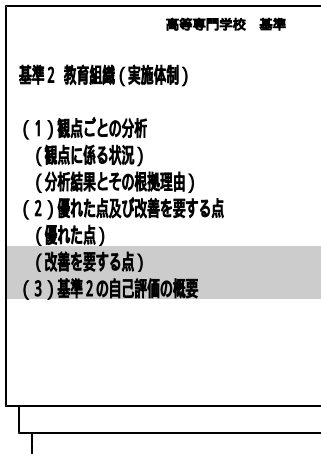 高等専門学校　基準
基準２ 教育組織（実施体制）
（１）観点ごとの分析
（観点に係る状況）
（分析結果とその根拠理由）
（２）優れた点及び改善を要する点
（優れた点）
（改善を要する点）
（３）基準２の自己評価の概要